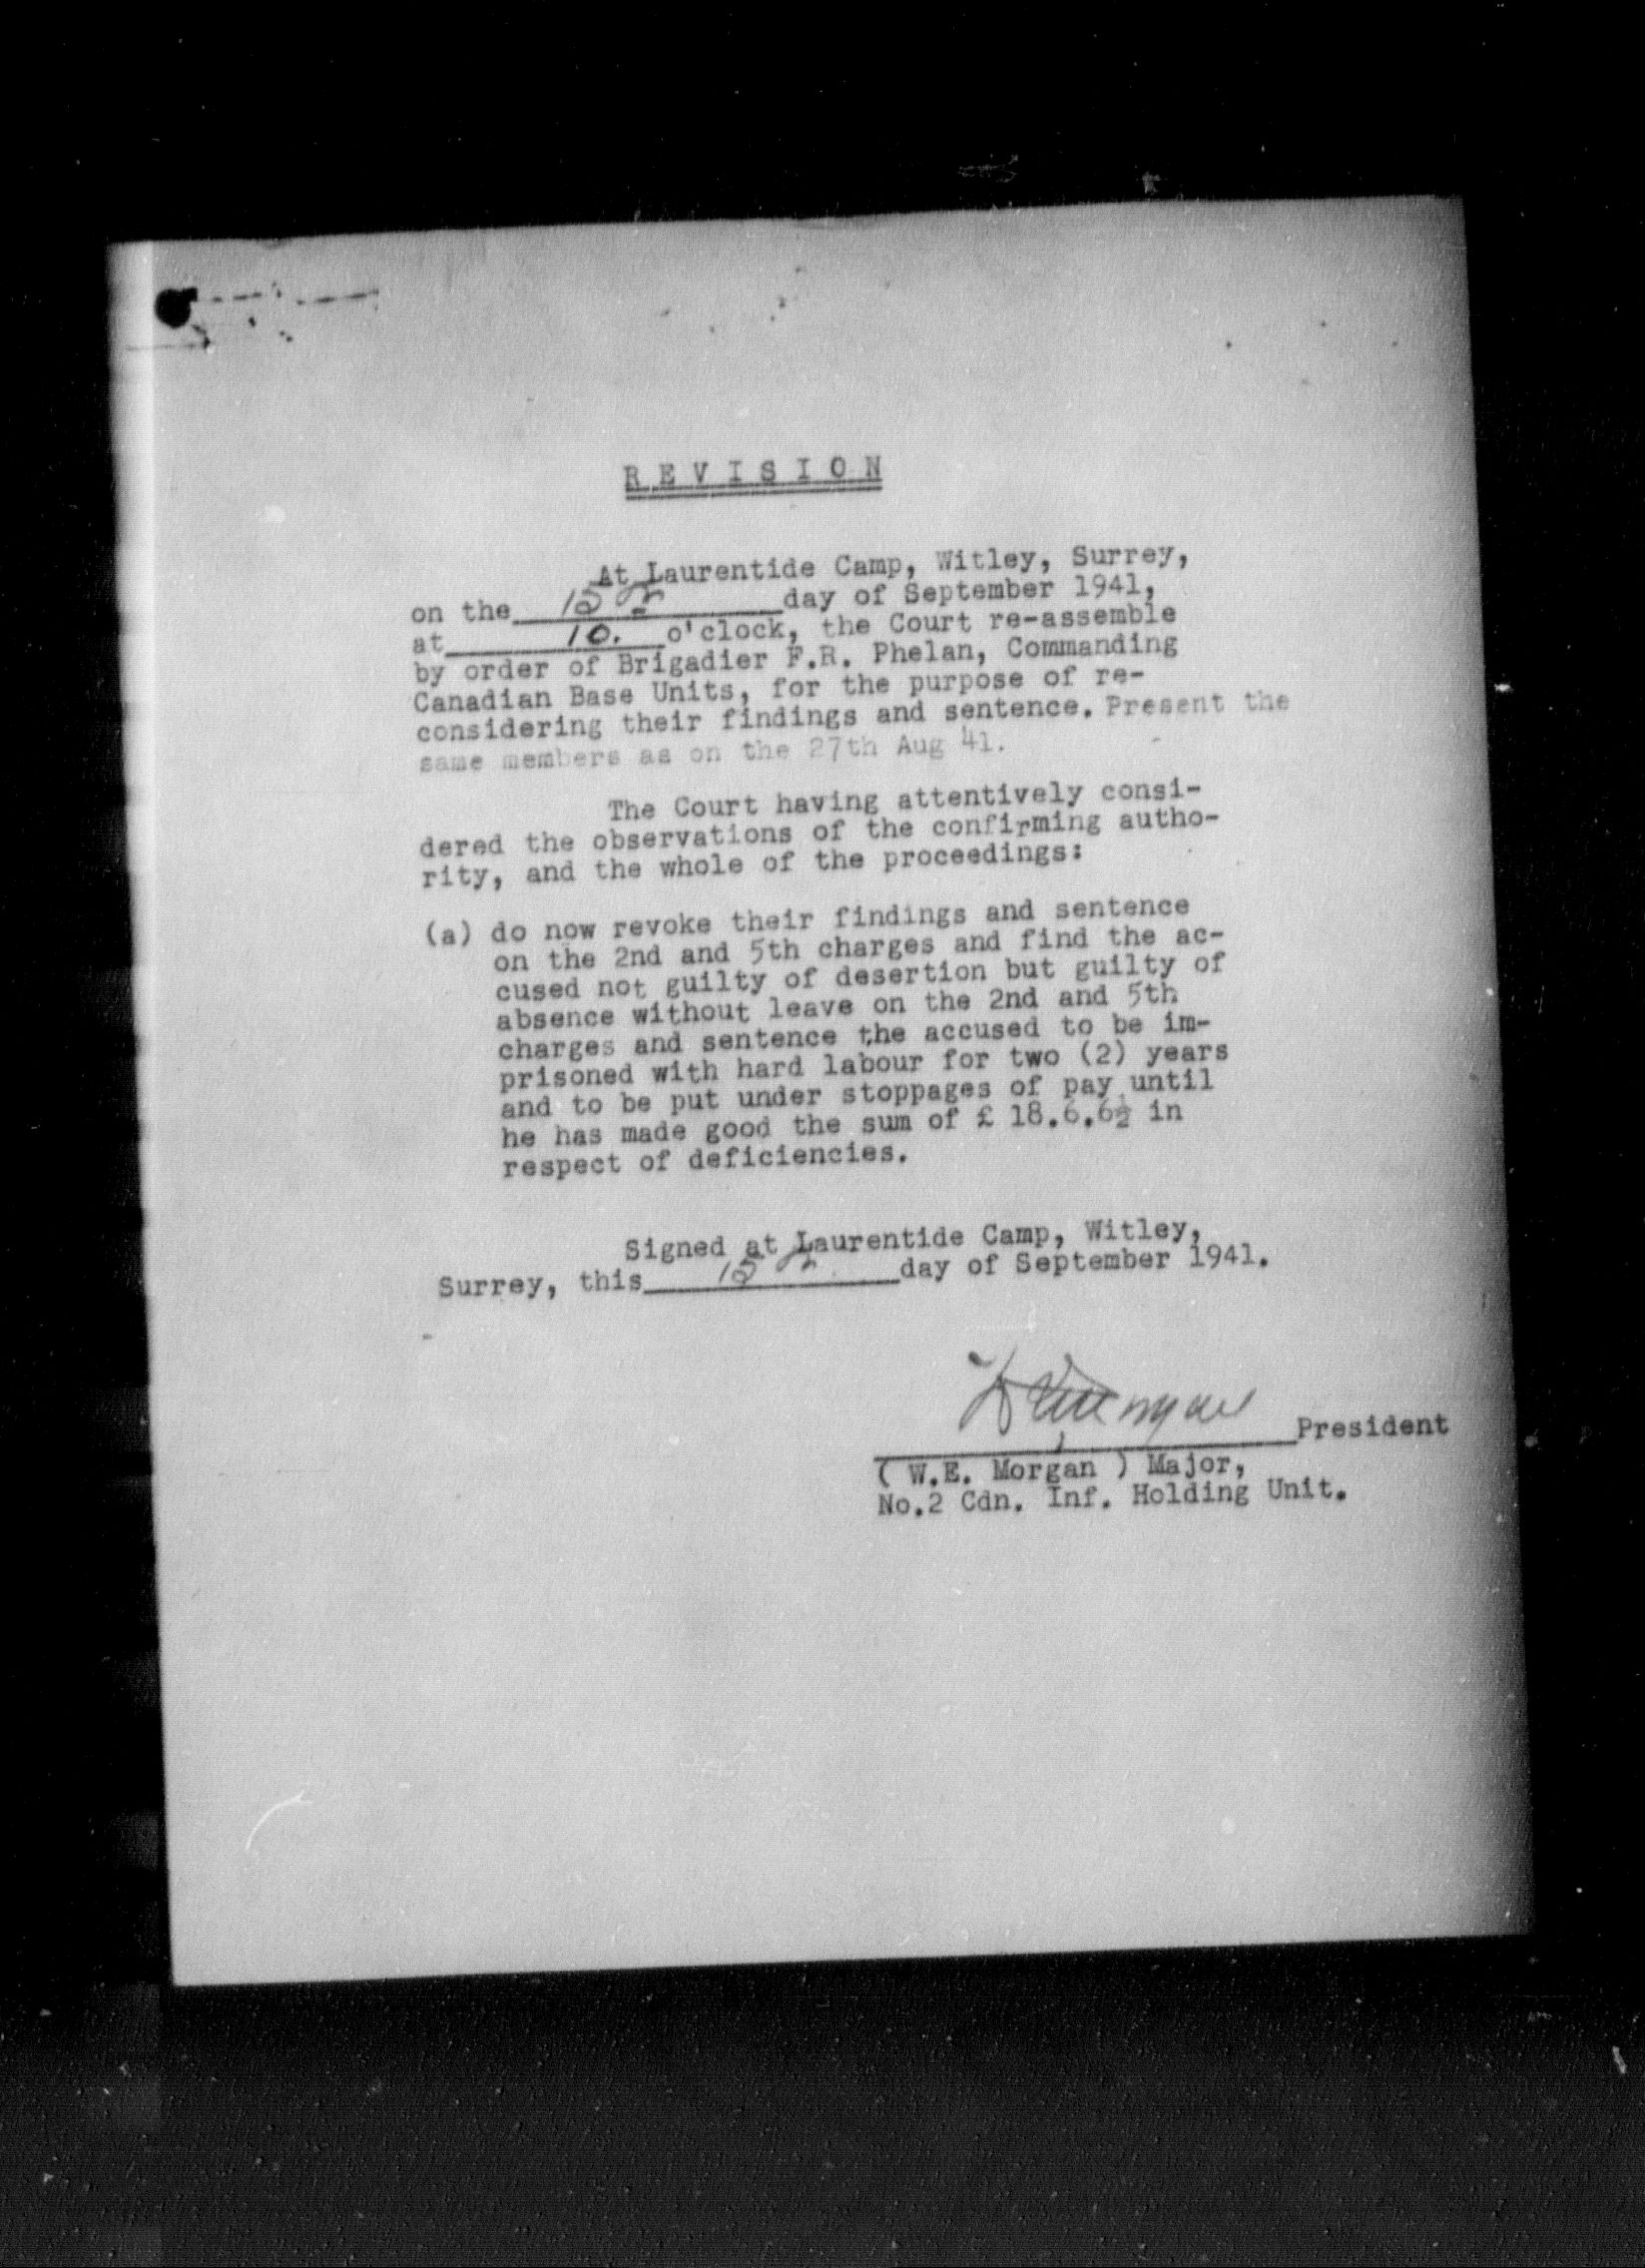 REVISION
At Laurentide Camp, Witley, Surrey,
on the 15th day of September 1941,
at 10. o'clock, the Court re-assemble
by order of Brigadier F.R. Phelan, Commanding
Canadian Base Units, for the purpose of re-
considering their findings and sentence. Present the
same members as on the 27th Aug 41.
The Court having attentively consi-
dered the observations of the confirming autho-
rity, and the whole of the proceedings:
(a) do now revoke their findings and sentence
on the 2nd and 5th charges and find the ac-
cused not guilty of desertion but guilty of
absence without leave on the 2nd and 5th
charges and sentence the accused to be im-
prisoned with hard labour for two (2) years
and to be put under stoppages of pay until
he has made good the sum of £ 18.6.6½ in
respect of deficiencies.
Signed at Laurentide Camp, Witley,
Surrey, this 15th day of September 1941.
President
( W.E. Morgan ) Major,
No.2 Cdn. Inf. Holding Unit.